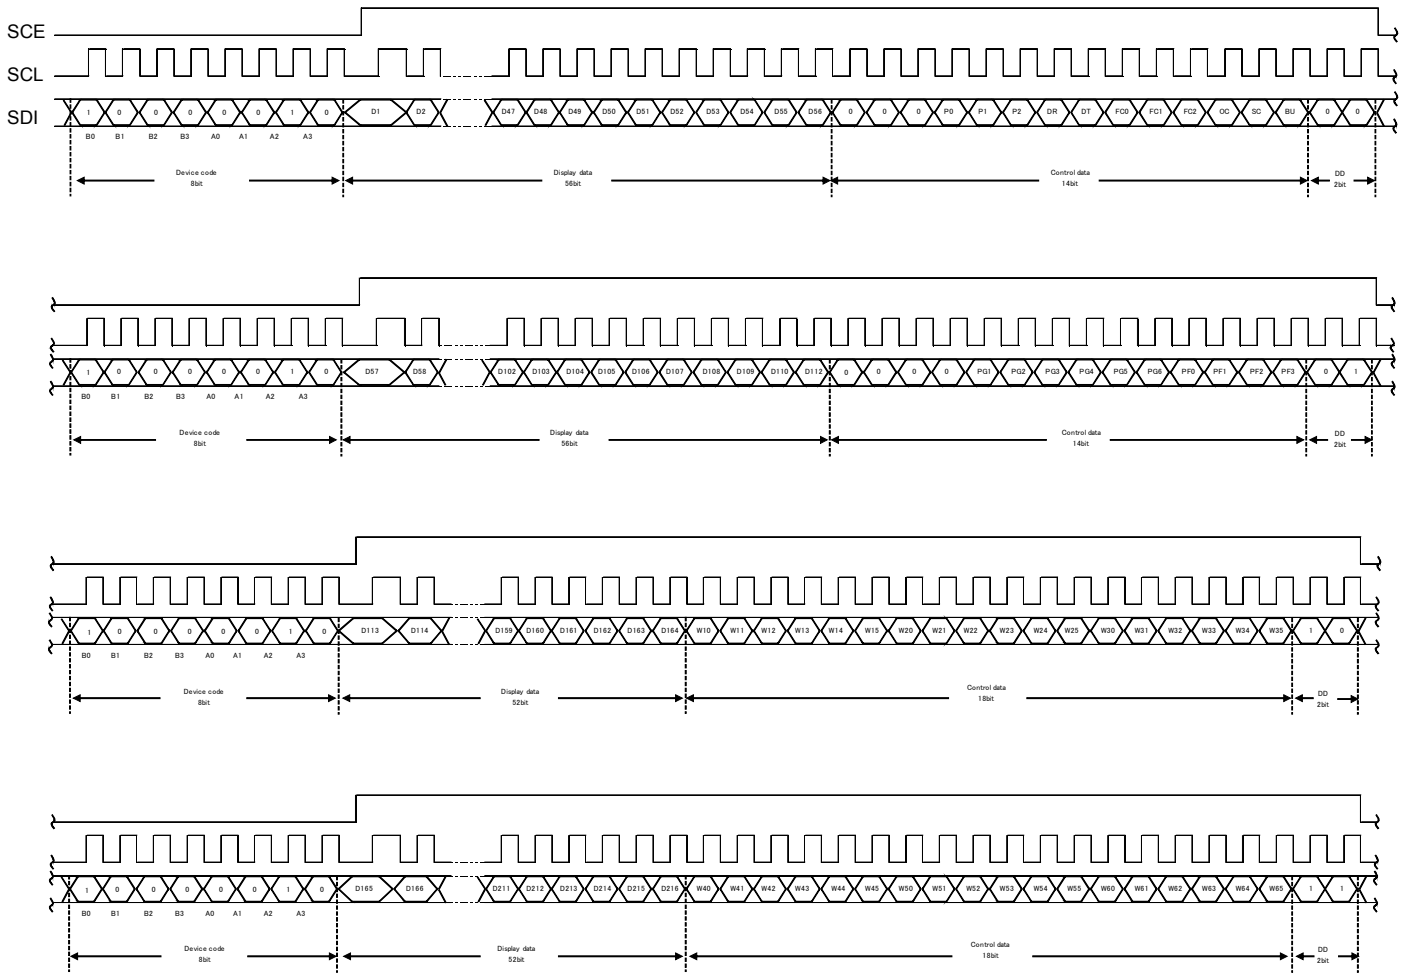 SCE
SCL
SDI
1 0 0 0 0 0 1 0 D1 D2 D47 D48 D49 D50 D51 D52 D53 D54 D55 D56 0 0 0 P0 P1 P2 DR DT FC0 FC1 FC2 OC SC BU 0 0
B0 B1 B2 B3 A0 A1 A2 A3
Device code Display data Control data DD
8bit 56bit 14bit 2bit
1 0 0 0 0 0 1 0 D57 D58 D102 D103 D104 D105 D106 D107 D108 D109 D110 D112 0 0 0 0 PG1 PG2 PG3 PG4 PG5 PG6 PF0 PF1 PF2 PF3 0 1
B0 B1 B2 B3 A0 A1 A2 A3
Device code Display data Control data DD
8bit 56bit 14bit 2bit
1 0 0 0 0 0 1 0 D113 D114 D159 D160 D161 D162 D163 D164 W10 W11 W12 W13 W14 W15 W20 W21 W22 W23 W24 W25 W30 W31 W32 W33 W34 W35 1 0
B0 B1 B2 B3 A0 A1 A2 A3
Device code Display data Control data DD
8bit 52bit 18bit 2bit
1 0 0 0 0 0 1 0 D165 D166 D211 D212 D213 D214 D215 D216 W40 W41 W42 W43 W44 W45 W50 W51 W52 W53 W54 W55 W60 W61 W62 W63 W64 W65 1 1
B0 B1 B2 B3 A0 A1 A2 A3
Device code Display data Control data DD
8bit 52bit 18bit 2bit